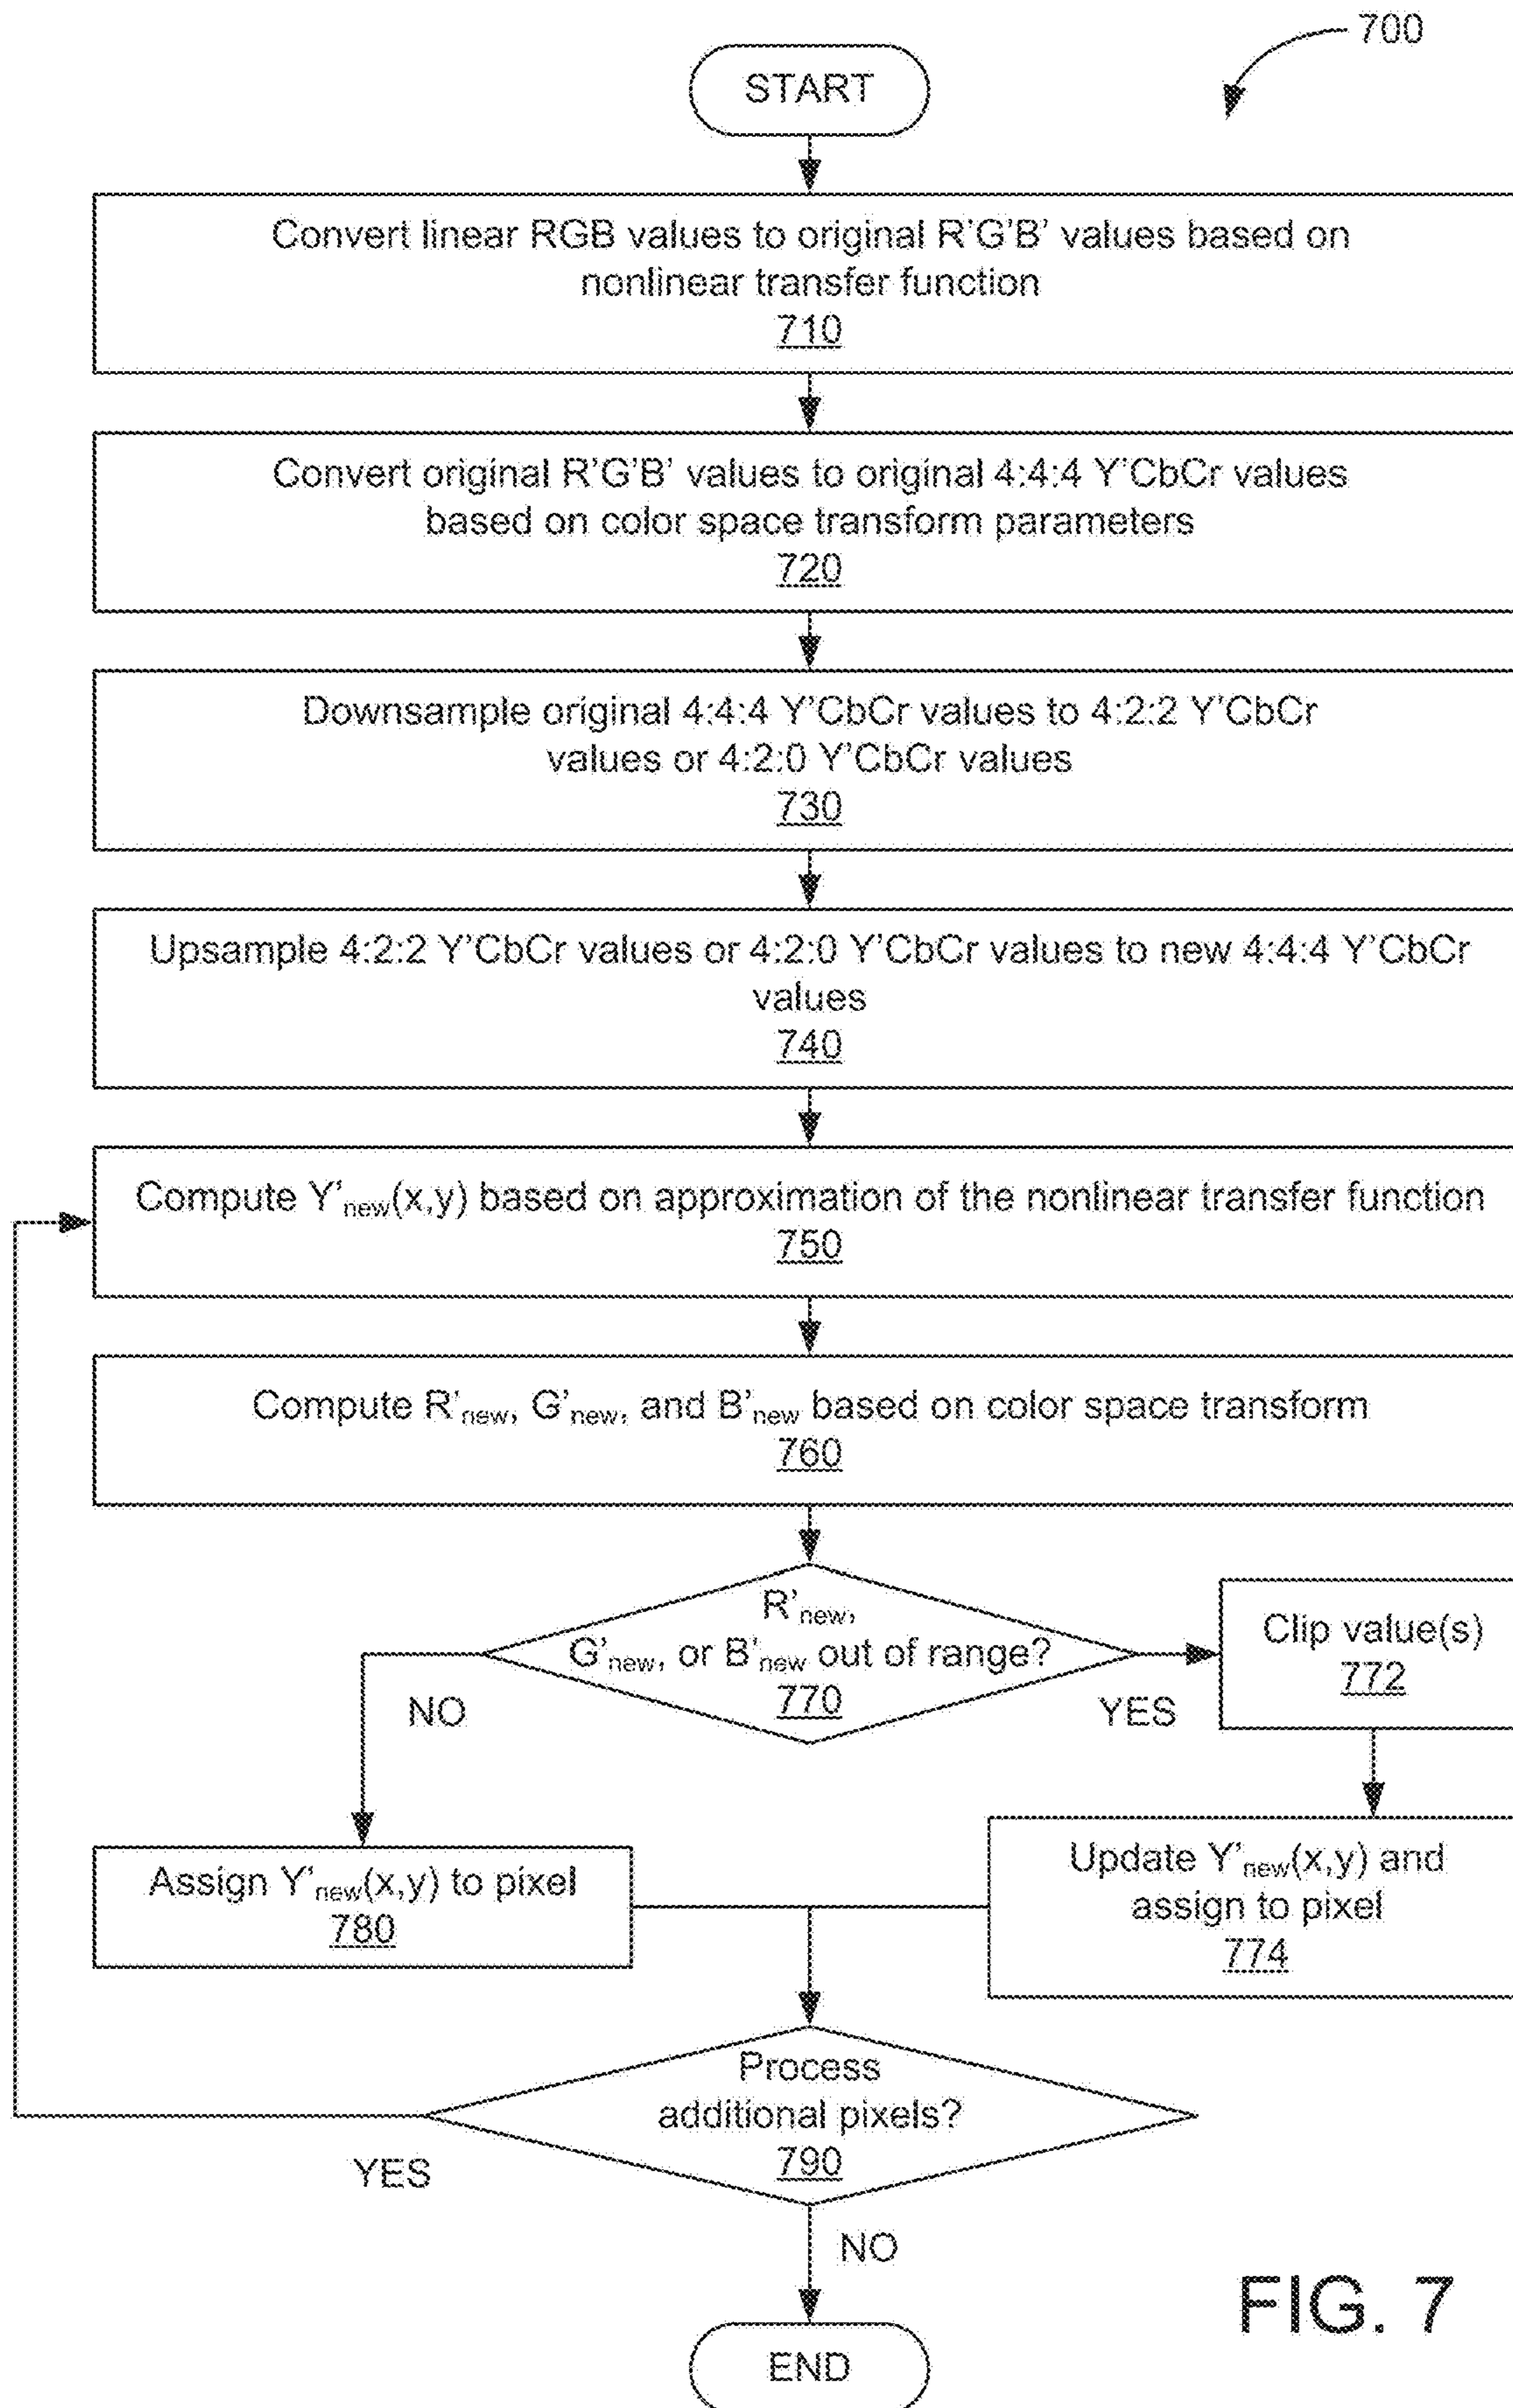 700
START
Convert linear RGB values to original R'G'B' values based on
nonlinear transfer function
710
Convert original R'G'B' values to original 4:4:4 Y'CbCr values
based on color space transform parameters
720
Downsample original 4:4:4 Y'CbCr values to 4:2:2 Y'CbCr
values or 4:2:0 Y'CbCr values
730
Upsample 4:2:2 Y'CbCr values or 4:2:0 Y'CbCr values to new 4:4:4 Y'CbCr
values
740
Compute Y'new(x,y) based on approximation of the nonlinear transfer function
750
Compute R'new, G'new, and B'new based on color space transform
760
R'new,
G'new, or B'new out of range?
770
NO
YES
Clip value(s)
772
Assign Y'new(x,y) to pixel
780
Update Y'new(x,y) and
assign to pixel
774
Process
additional pixels?
790
YES
NO
END
FIG. 7